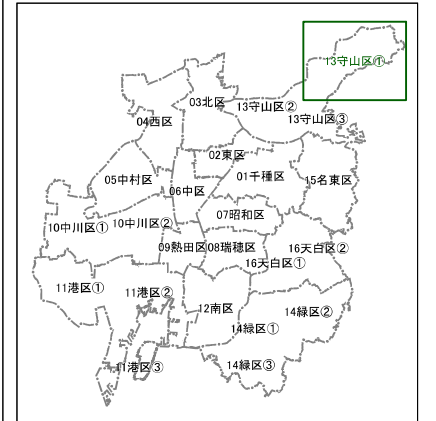 13守山区①
03北区
13守山区②
13守山区③
04西区
02東区
05中村区
01千種区
15名東区
06中区
07昭和区
10中川区①
10中川区②
09熱田区
08瑞穂区
16天白区②
16天白区①
11港区①
11港区②
12南区
14緑区②
14緑区①
11港区③
14緑区③